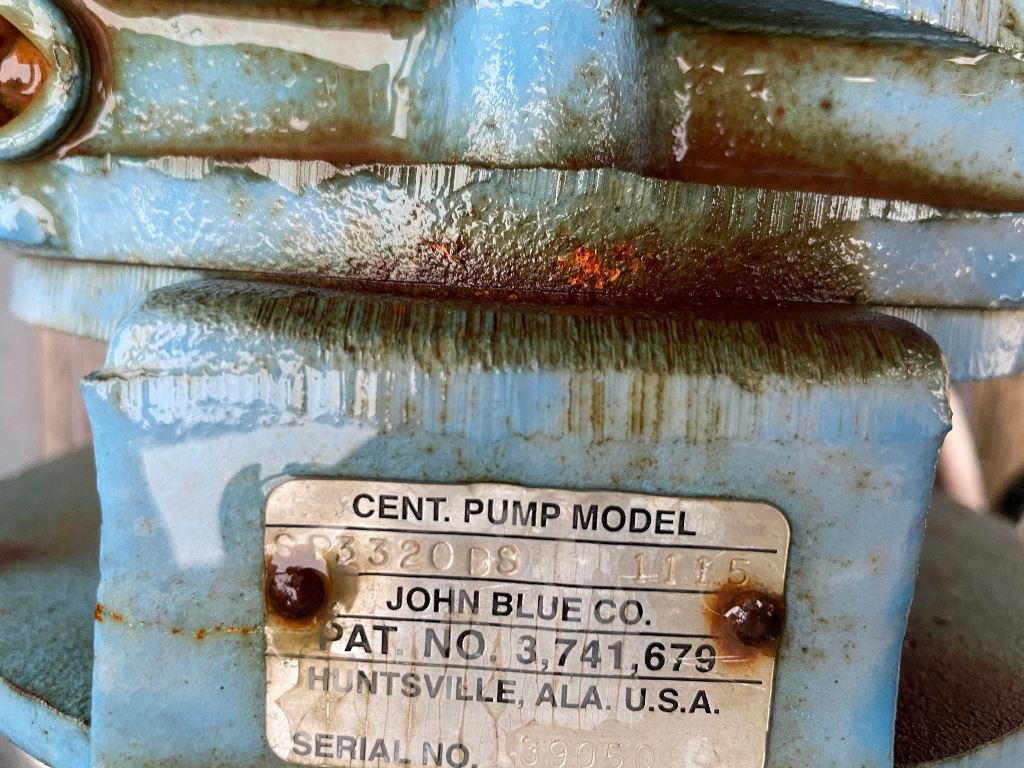 CENT. PUMP MODEL
SP3320BS 1115
JOHN BLUE CO.
PAT. NO. 3,741,679
HUNTSVILLE, ALA. U.S.A.
SERIAL NO. 39050